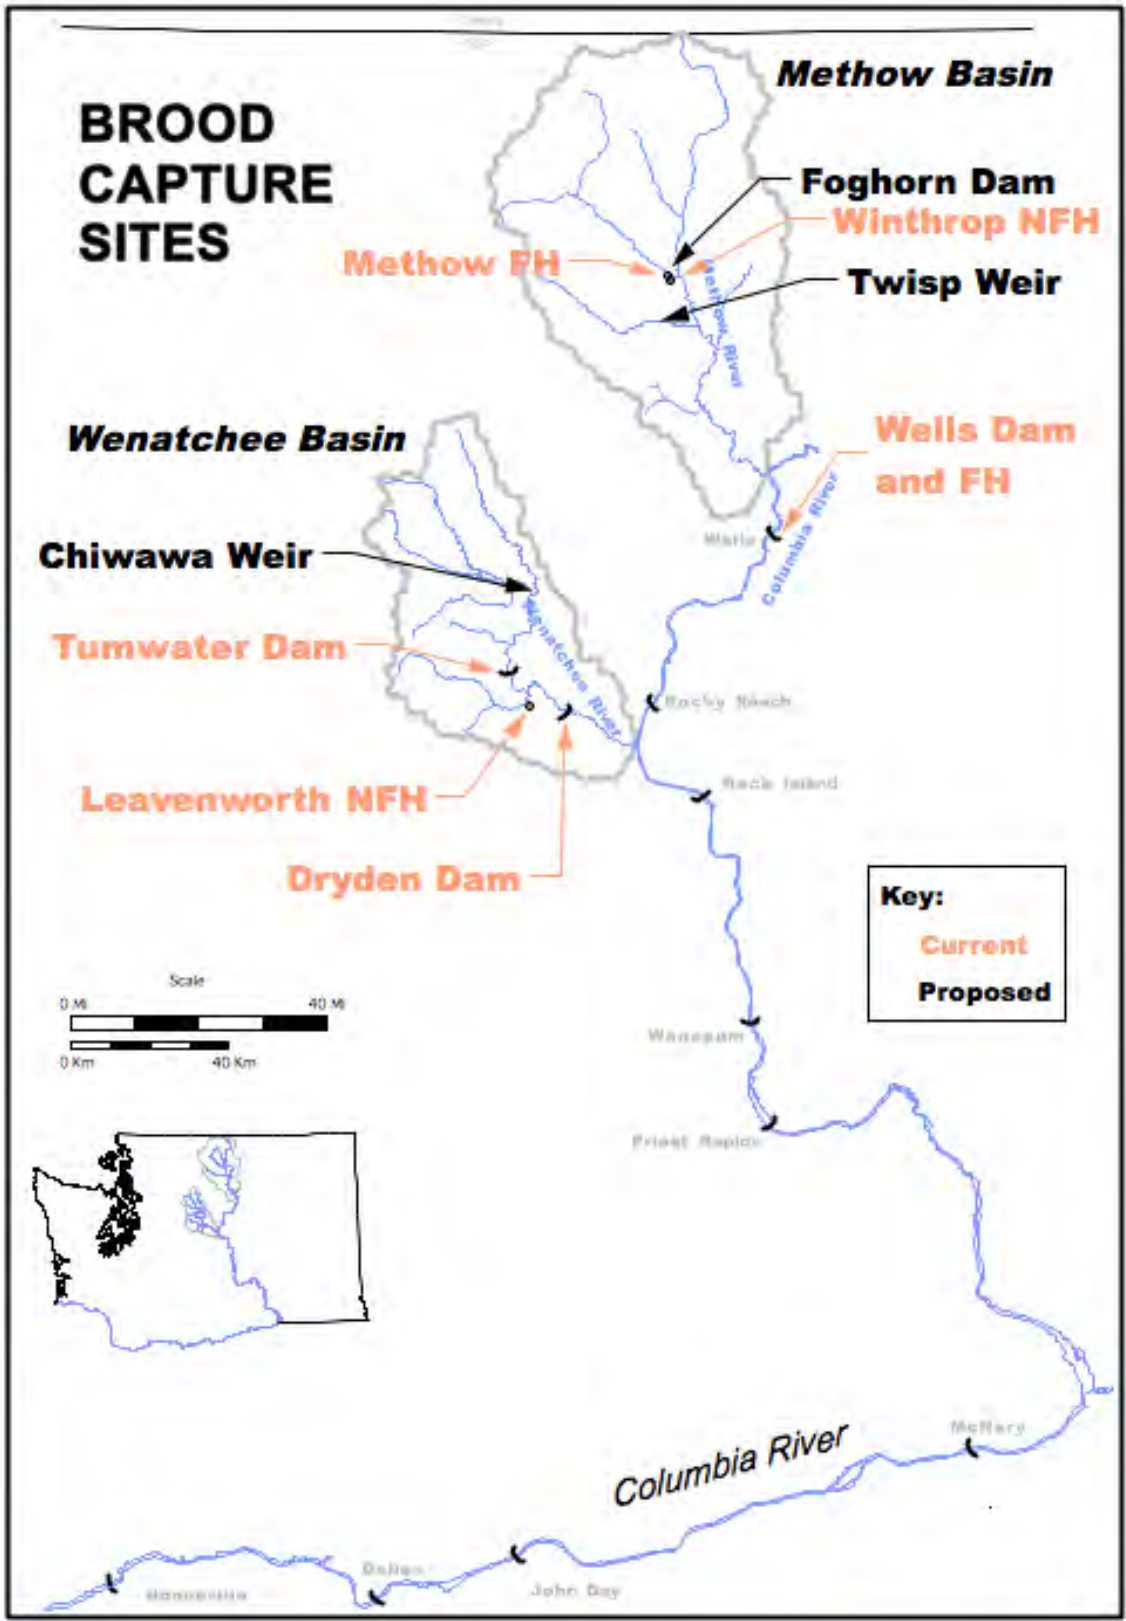 BROOD
CAPTURE
SITES
Methow Basin
Foghorn Dam
Winthrop NFH
Methow FH
Twisp Weir
Methow River
Wenatchee Basin
Wells Dam
and FH
Wells
Columbia River
Chiwawa Weir
Wenatchee River
Tumwater Dam
Rocky Reach
Rock Island
Leavenworth NFH
Dryden Dam
Key:
Current
Proposed
Scale
0 Mi 40 Mi
0 Km 40 Km
Wanapum
Priest Rapids
McNary
Columbia River
Dalles
John Day
Bonneville